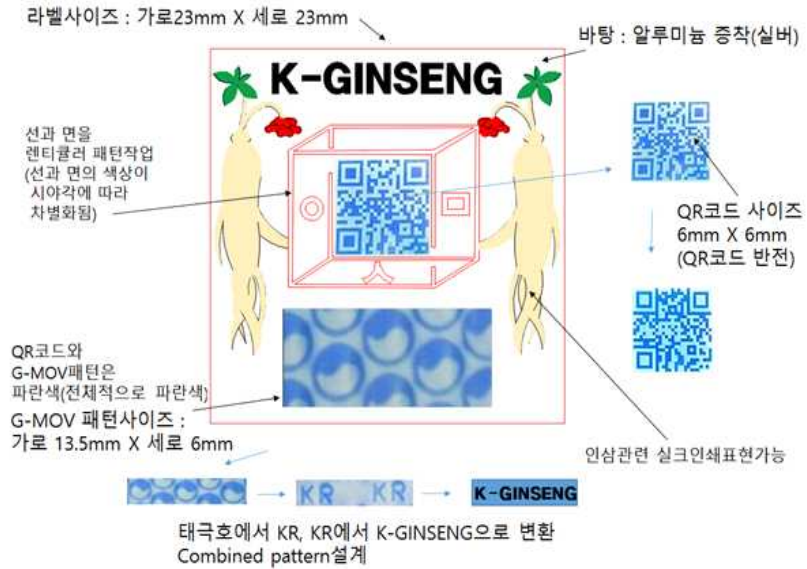 라벨사이즈 : 가로23mm X 세로 23mm
바탕 : 알루미늄 증착(실버)
K-GINSENG
선과 면을
렌티큘러 패턴작업
(선과 면의 색상이
시야각에 따라
차별화됨)
QR코드 사이즈
6mm X 6mm
(QR코드 반전)
QR코드와
G-MOV패턴은
파란색(전체적으로 파란색)
G-MOV 패턴사이즈 :
가로 13.5mm X 세로 6mm
인삼관련 실크인쇄표현가능
KR KR
K-GINSENG
태극호에서 KR, KR에서 K-GINSENG으로 변환
Combined pattern설계